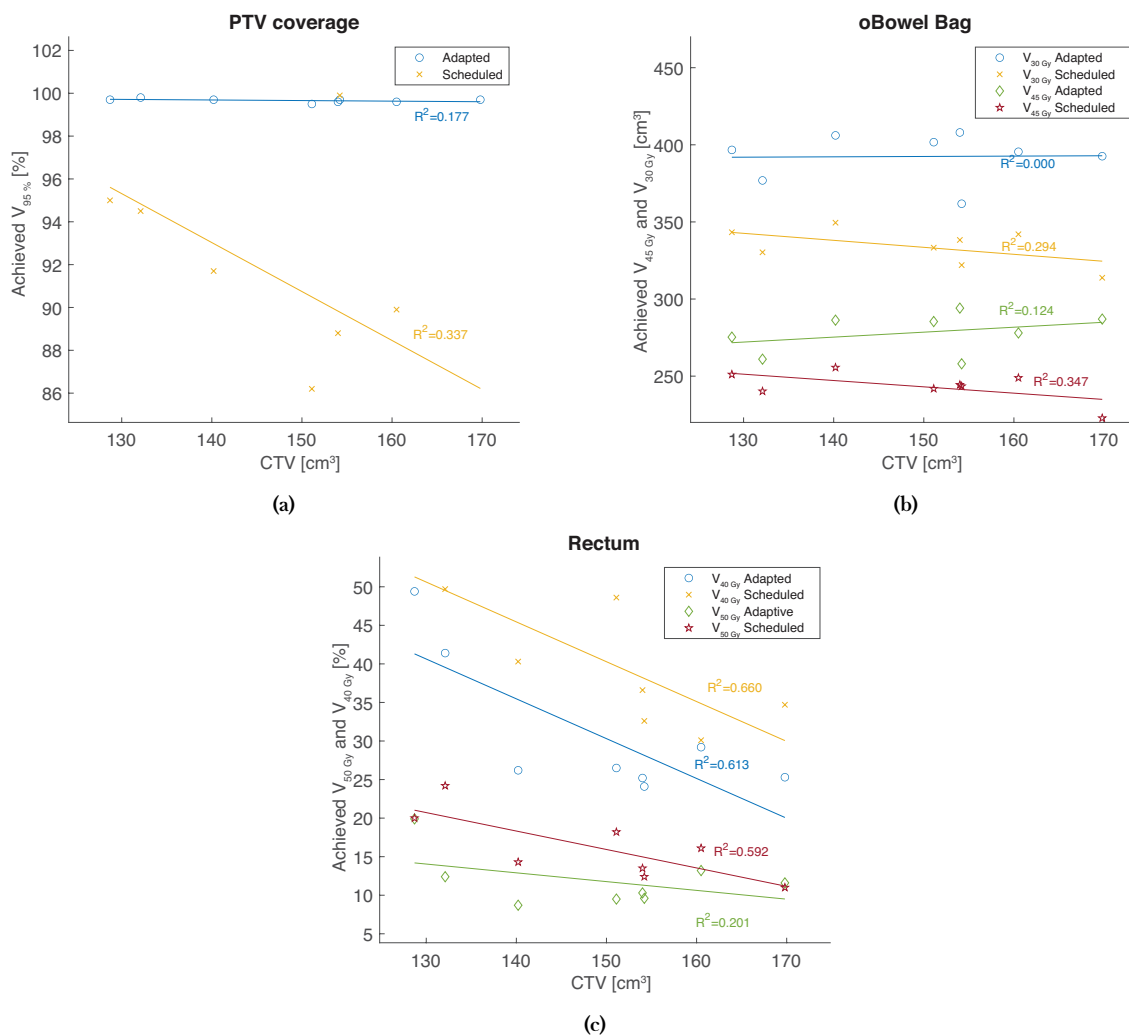 PTV coverage
102
100
98
96
94
92
90
88
86
Achieved V95 % [%]
Adapted
Scheduled
R2=0.177
R2=0.337
130
140
150
160
170
CTV [cm³]
(a)
oBowel Bag
450
400
350
300
250
Achieved V45 Gy and V30 Gy [cm³]
V30 Gy Adapted
V30 Gy Scheduled
V45 Gy Adapted
V45 Gy Scheduled
R2=0.000
R2=0.294
R2=0.124
R2=0.347
130
140
150
160
170
CTV [cm³]
(b)
Rectum
50
45
40
35
30
25
20
15
10
5
Achieved V50 Gy and V40 Gy [%]
V40 Gy Adapted
V40 Gy Scheduled
V50 Gy Adaptive
V50 Gy Scheduled
R2=0.660
R2=0.613
R2=0.592
R2=0.201
130
140
150
160
170
CTV [cm³]
(c)